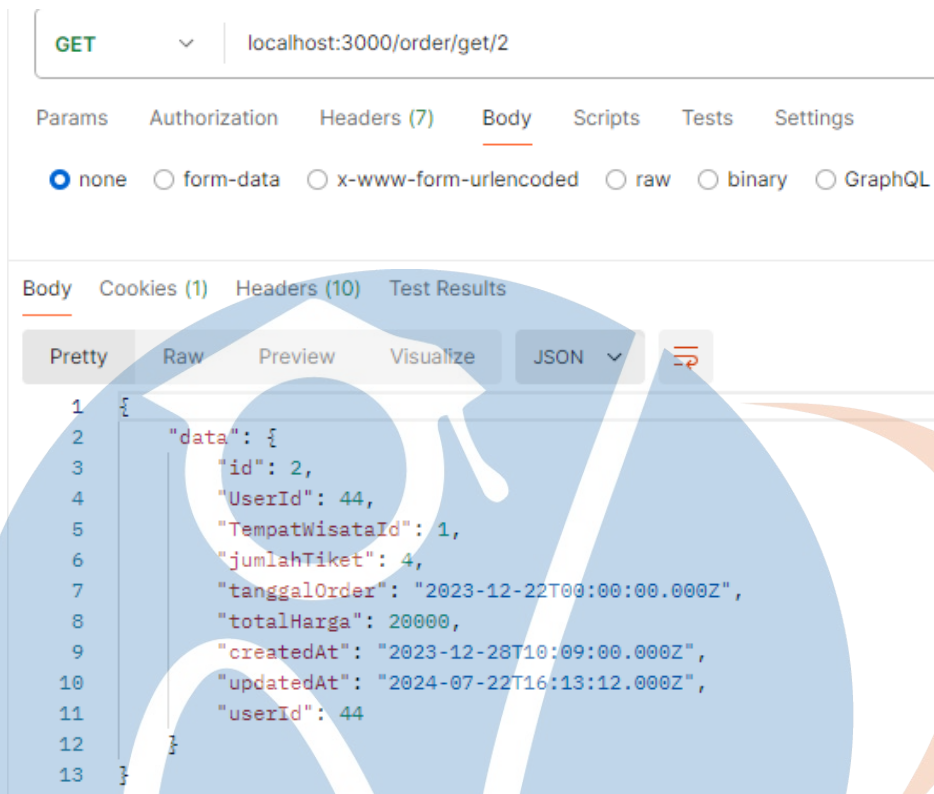 GET localhost:3000/order/get/2
Params Authorization Headers (7) Body Scripts Tests Settings
none form-data x-www-form-urlencoded raw binary GraphQL
Body Cookies (1) Headers (10) Test Results
Pretty Raw Preview Visualize JSON
1 {
2 "data": {
3 "id": 2,
4 "UserId": 44,
5 "TempatWisataId": 1,
6 "jumlahTiket": 4,
7 "tanggalOrder": "2023-12-22T00:00:00.000Z",
8 "totalHarga": 20000,
9 "createdAt": "2023-12-28T10:09:00.000Z",
10 "updatedAt": "2024-07-22T16:13:12.000Z",
11 "userId": 44
12 }
13 }